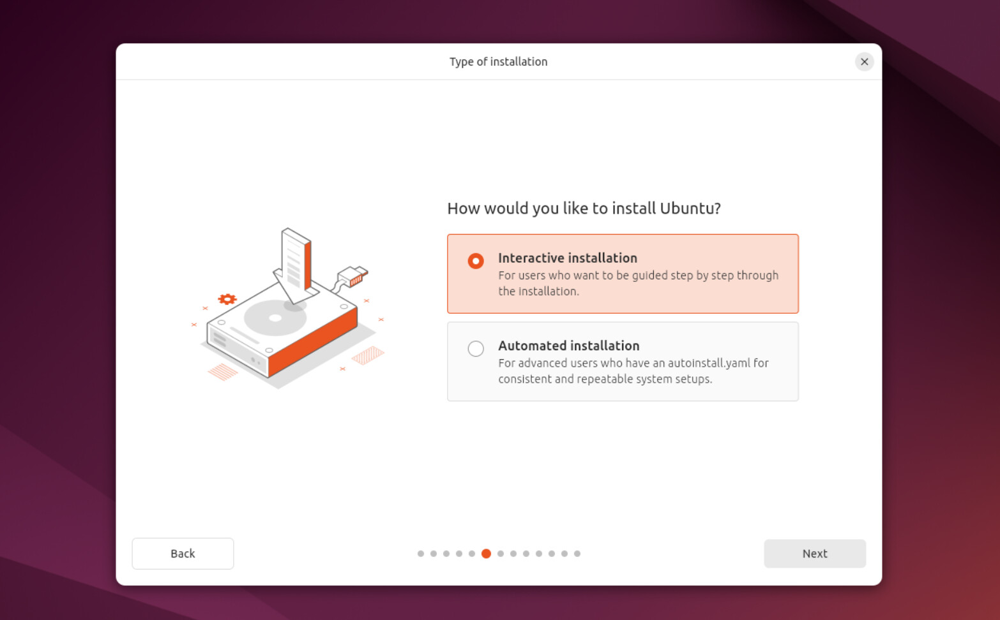 Type of installation
How would you like to install Ubuntu?
Interactive installation
For users who want to be guided step by step through
the installation.
Automated installation
For advanced users who have an autoinstall.yaml for
consistent and repeatable system setups.
Back
Next